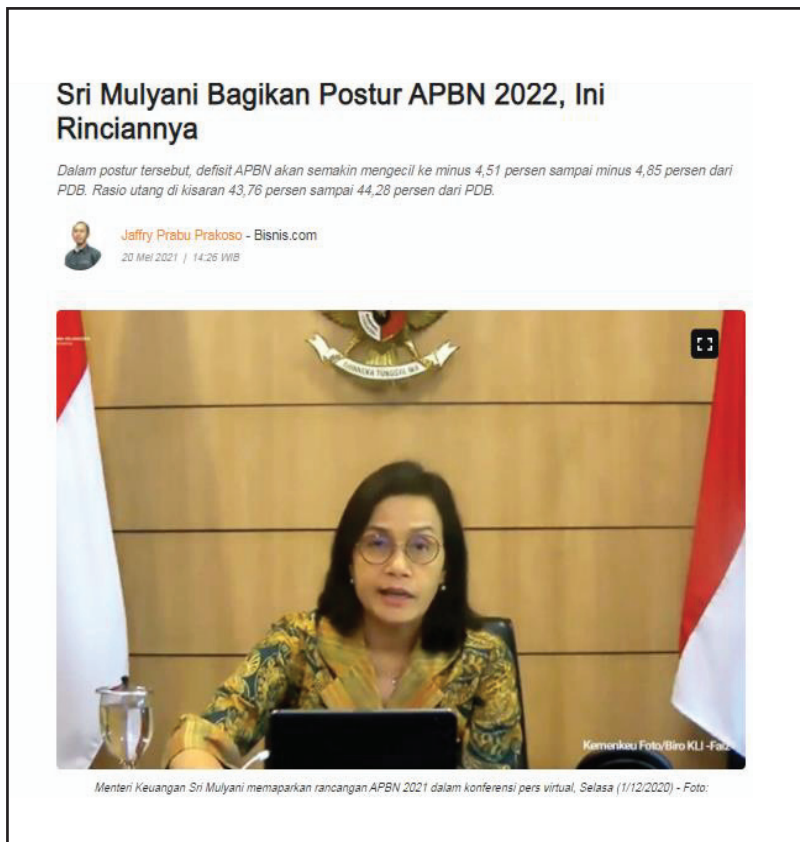 Sri Mulyani Bagikan Postur APBN 2022, Ini
Rinciannya
Dalam postur tersebut, defisit APBN akan semakin mengecil ke minus 4,51 persen sampai minus 4,85 persen dari
PDB. Rasio utang di kisaran 43,76 persen sampai 44,28 persen dari PDB.
Jaffry Prabu Prakoso - Bisnis.com
20 Mei 2021 | 14:26 WIB
BHINNEKA TUNGGAL IKA
Kemenkeu Foto/Biro KLI -Faiz
Menteri Keuangan Sri Mulyani memaparkan rancangan APBN 2021 dalam konferensi pers virtual, Selasa (1/12/2020) - Foto: